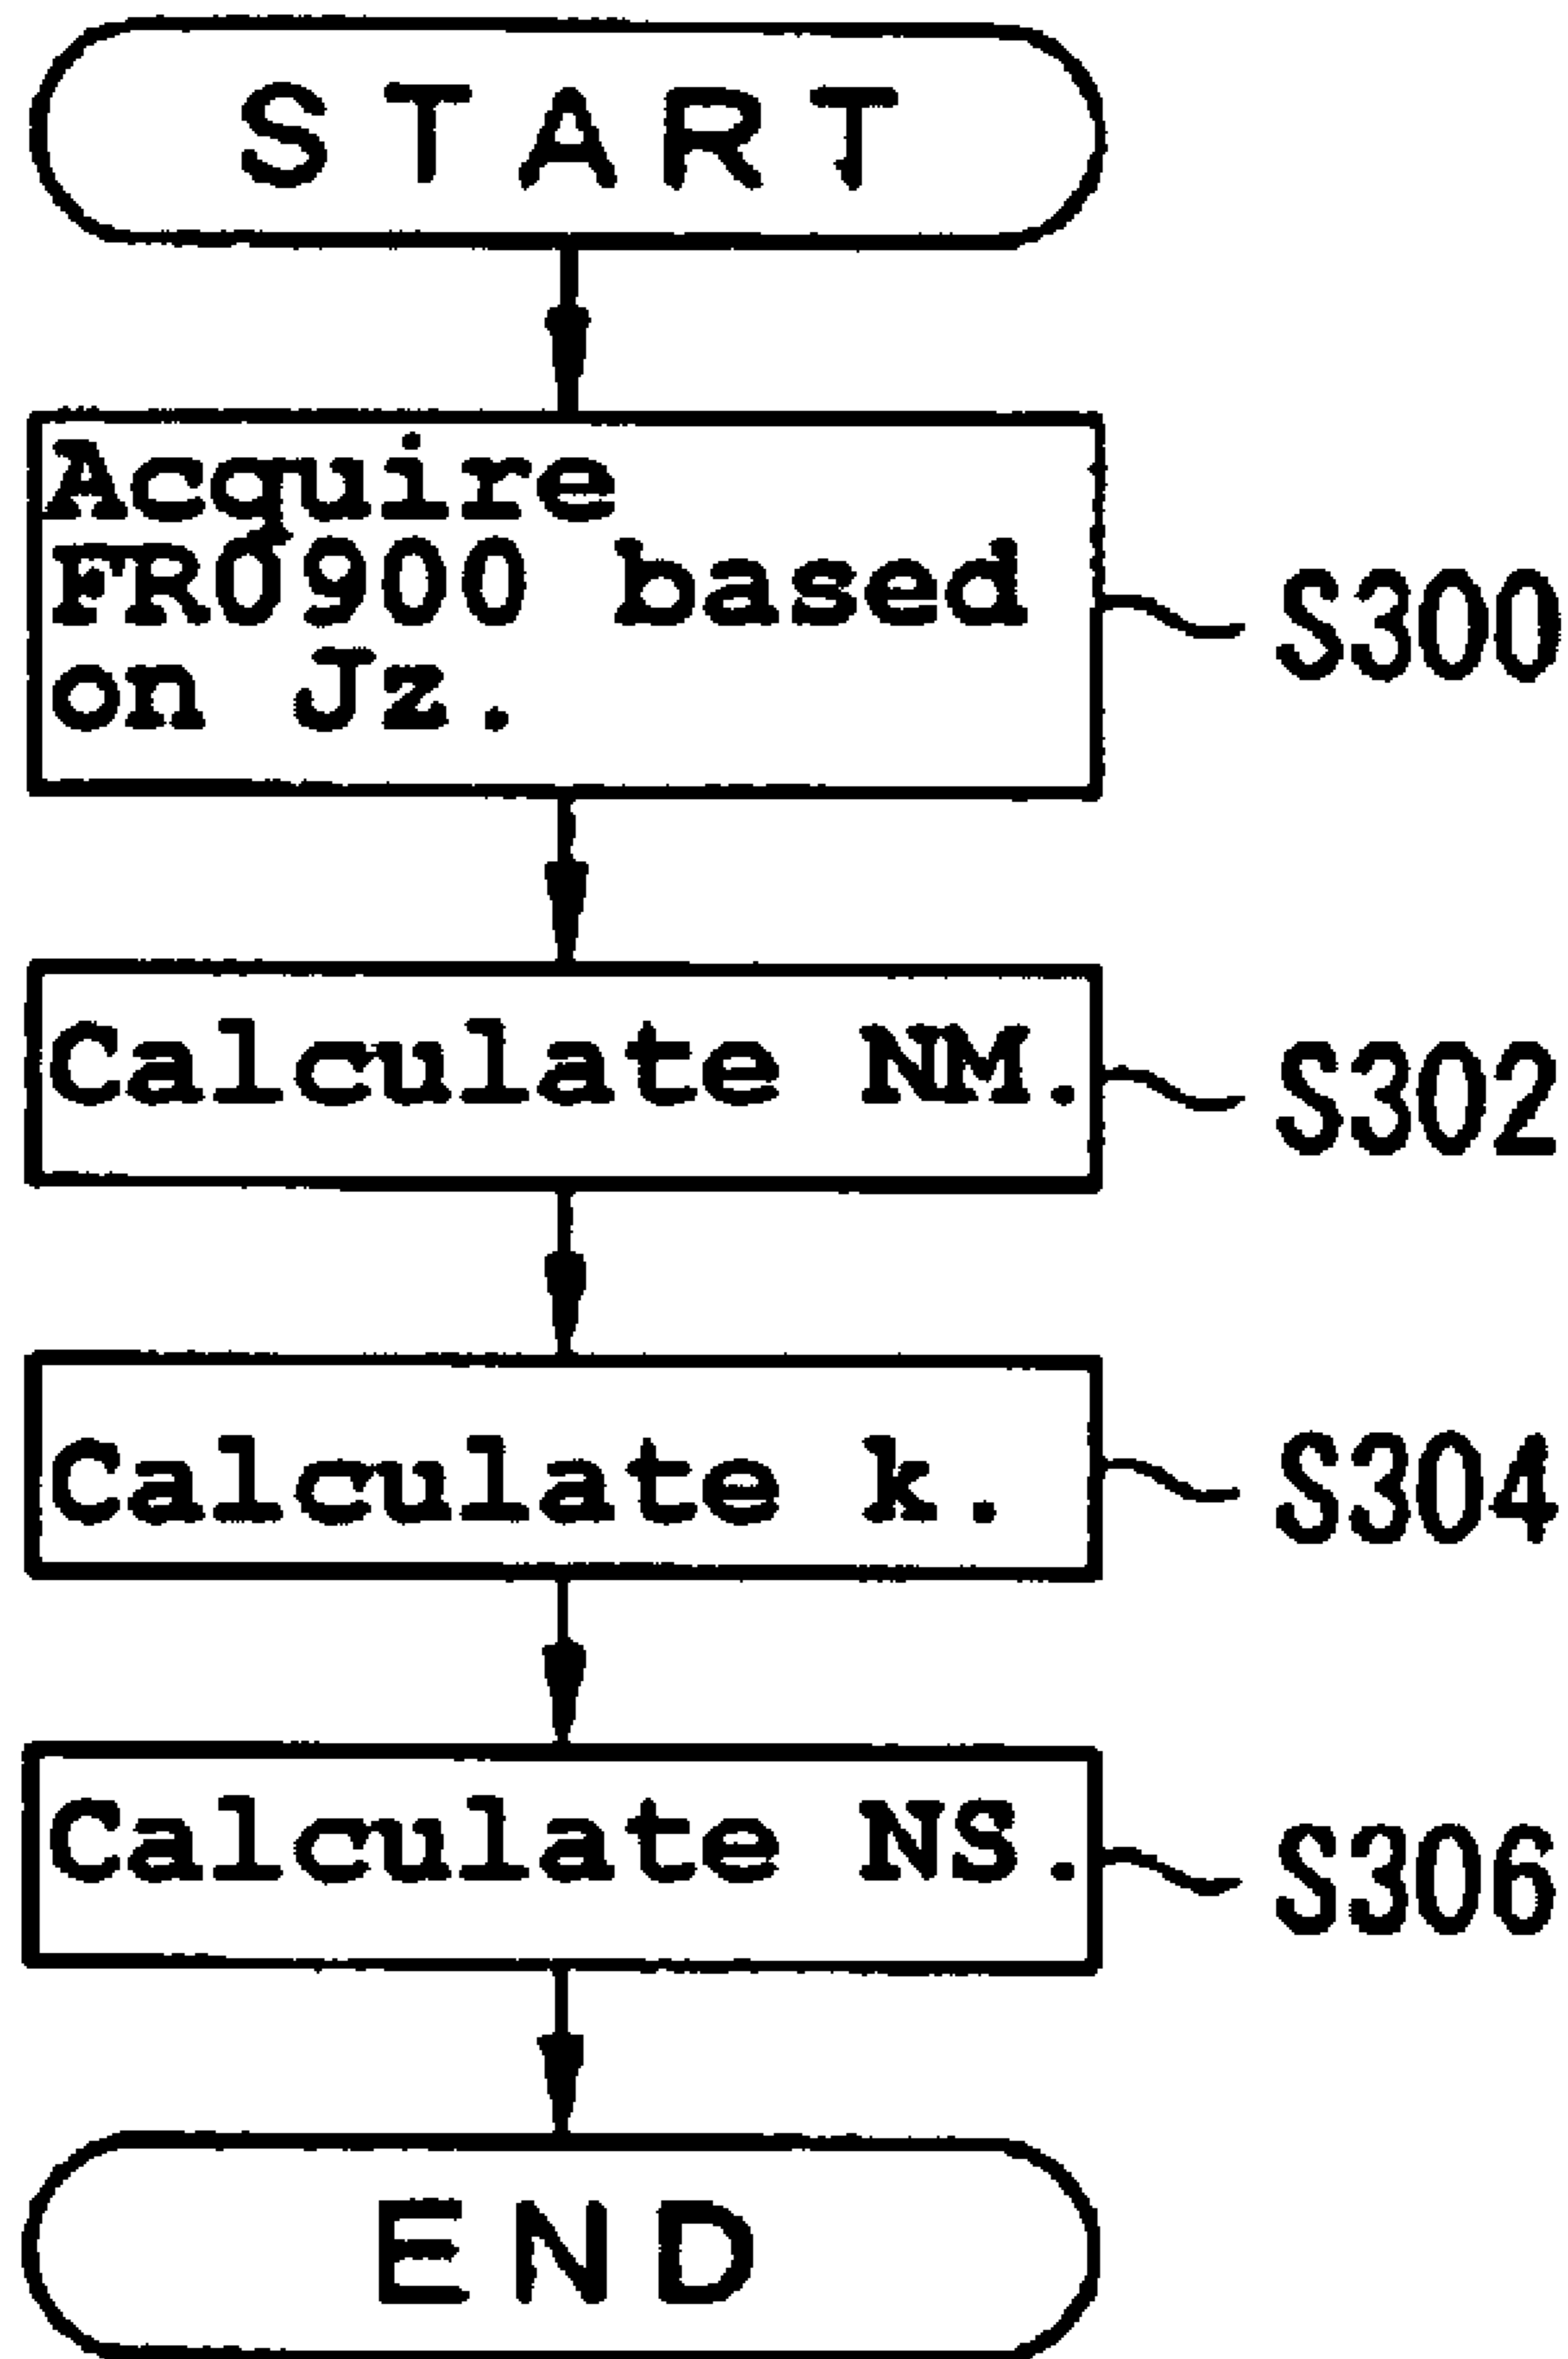 START
Acquire
FR0900 based
on Jz.
S300
Calculate NM.
S302
Calculate k.
S304
Calculate NS.
S306
END